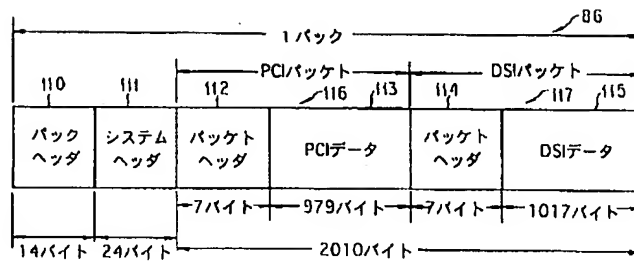 86
1パック
PCIパケット DSIパケット
110 111 112 116 113 114 117 115
パック
ヘッダ
システム
ヘッダ
パケット
ヘッダ
PCIデータ
パケット
ヘッダ
DSIデータ
7バイト 979バイト 7バイト 1017バイト
14バイト 24バイト 2010バイト